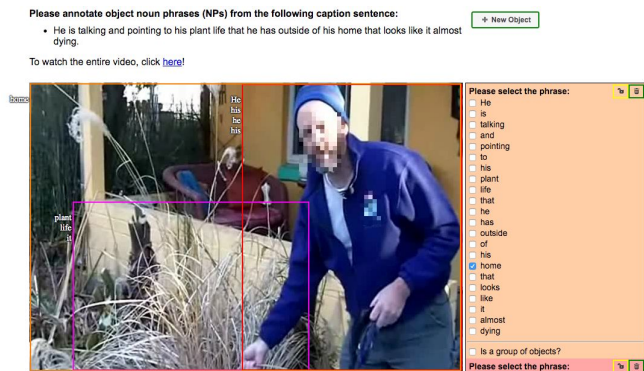 Please annotate object noun phrases (NPs) from the following caption sentence:
+ New Object
• He is talking and pointing to his plant life that he has outside of his home that looks like it almost
dying.
To watch the entire video, click here!
home
He
his
he
his
plant
life
it
Please select the phrase:
He
is
talking
and
pointing
to
his
plant
life
that
he
has
outside
of
his
home
that
looks
like
it
almost
dying
Is a group of objects?
Please select the phrase: